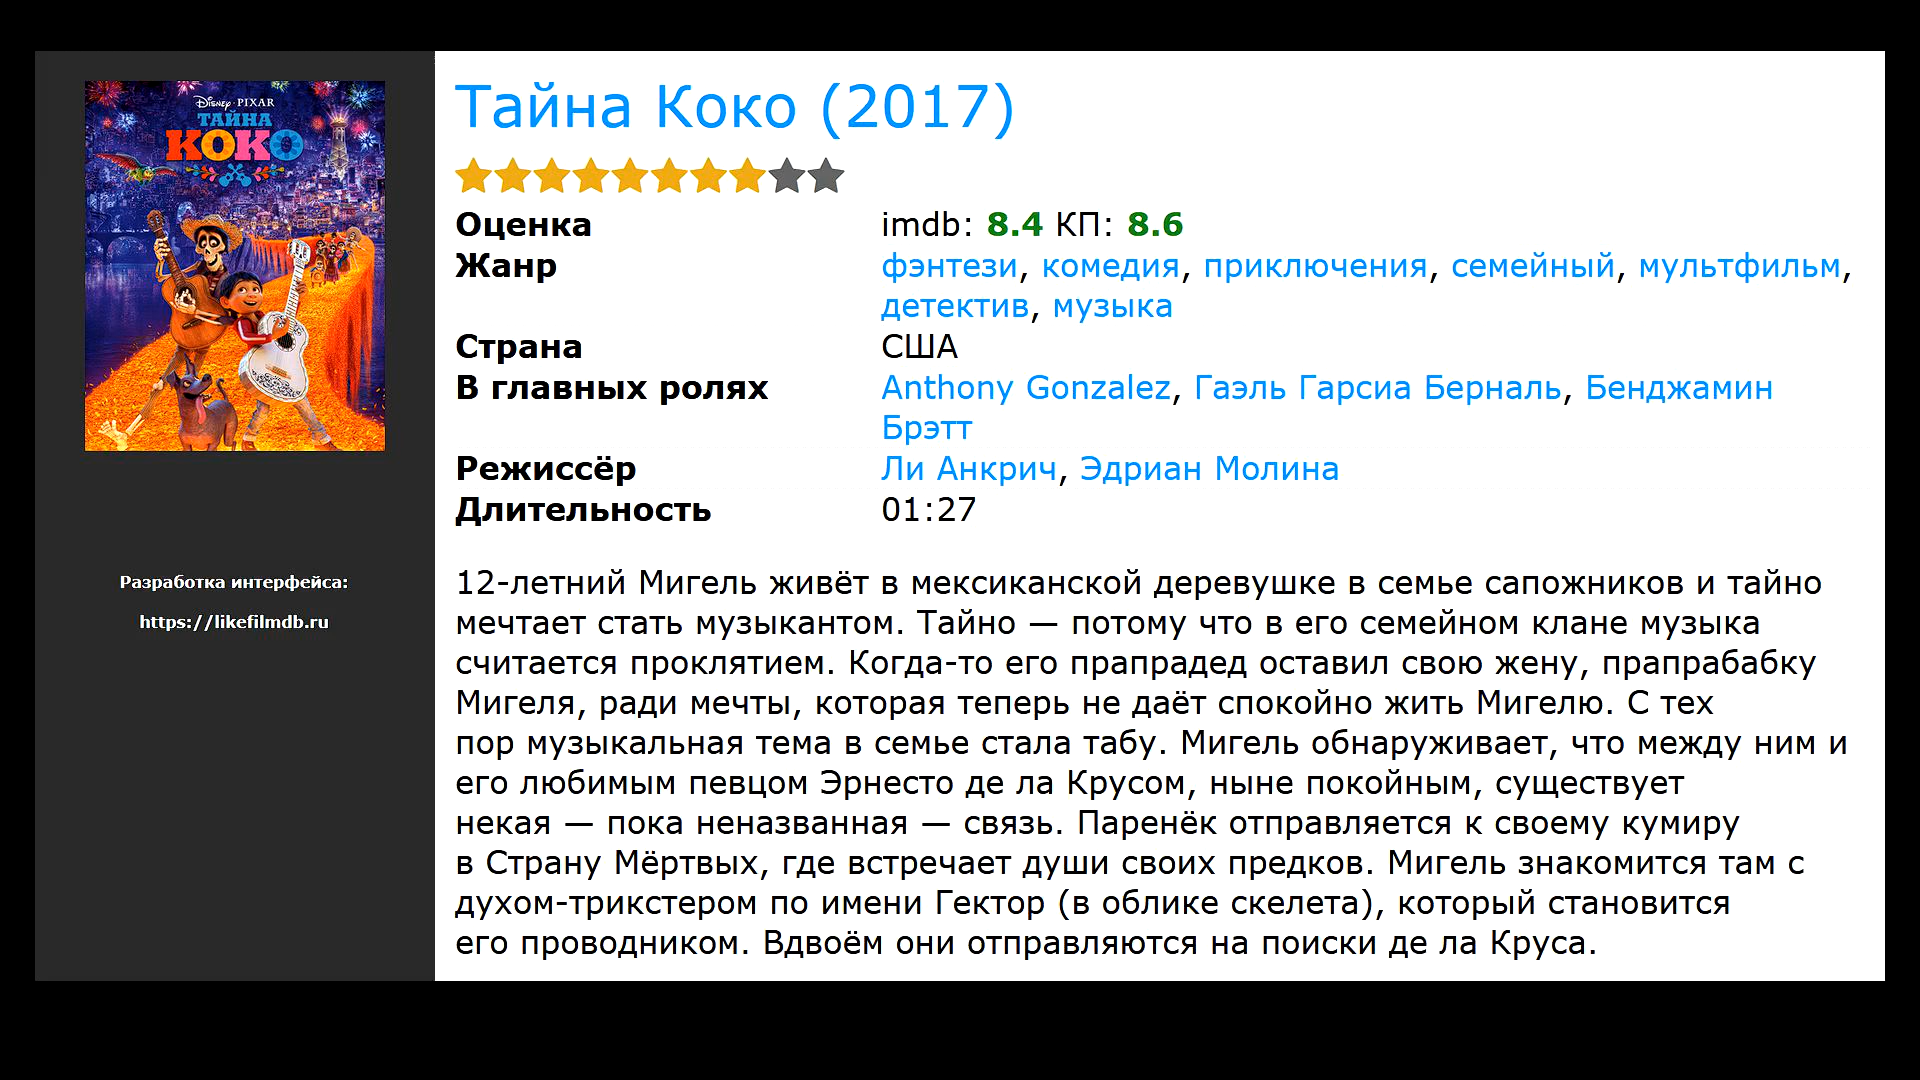 Disney · PIXAR
ТАЙНА
КОКО
Разработка интерфейса:
https://likefilmdb.ru
Тайна Коко (2017)
Оценка imdb: 8.4 КП: 8.6
Жанр фэнтези, комедия, приключения, семейный, мультфильм,
детектив, музыка
Страна США
В главных ролях Anthony Gonzalez, Гаэль Гарсиа Берналь, Бенджамин
Брэтт
Режиссёр Ли Анкрич, Эдриан Молина
Длительность 01:27
12-летний Мигель живёт в мексиканской деревушке в семье сапожников и тайно
мечтает стать музыкантом. Тайно — потому что в его семейном клане музыка
считается проклятием. Когда-то его прапрадед оставил свою жену, прапрабабку
Мигеля, ради мечты, которая теперь не даёт спокойно жить Мигелю. С тех
пор музыкальная тема в семье стала табу. Мигель обнаруживает, что между ним и
его любимым певцом Эрнесто де ла Крусом, ныне покойным, существует
некая — пока неназванная — связь. Паренёк отправляется к своему кумиру
в Страну Мёртвых, где встречает души своих предков. Мигель знакомится там с
духом-трикстером по имени Гектор (в облике скелета), который становится
его проводником. Вдвоём они отправляются на поиски де ла Круса.